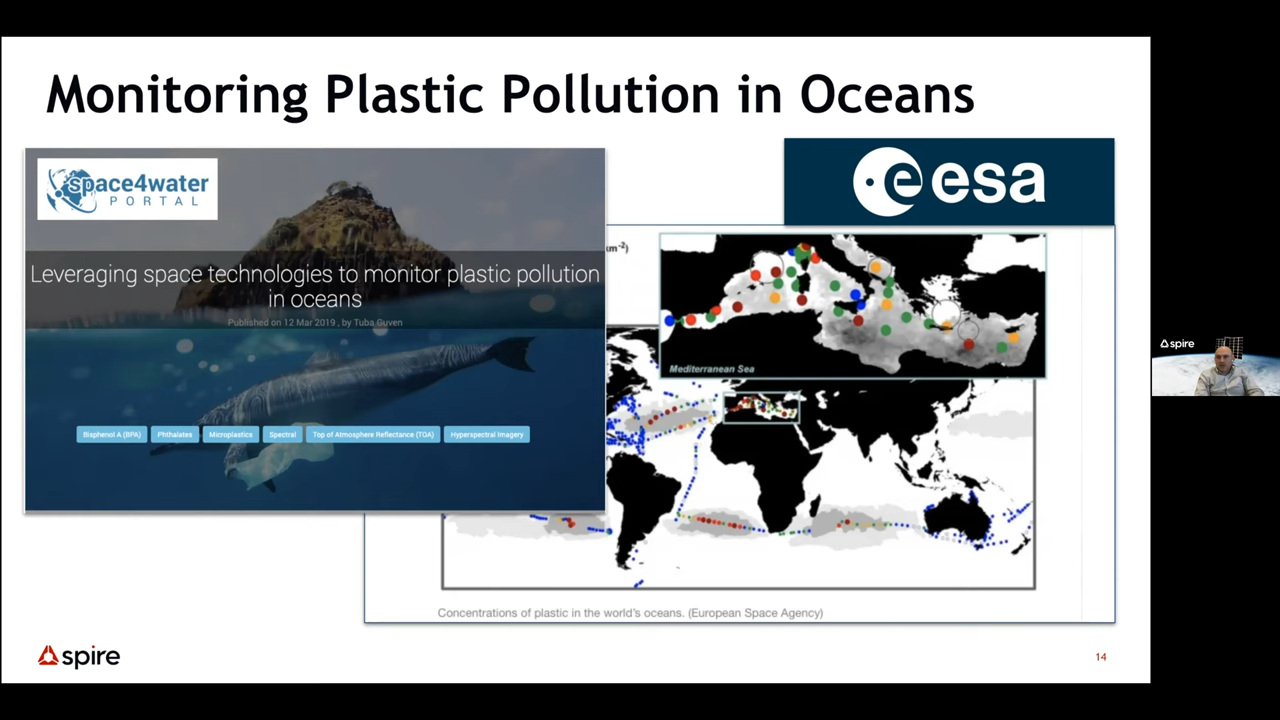 Monitoring Plastic Pollution in Oceans
space4water
PORTAL
Leveraging space technologies to monitor plastic pollution
in oceans
Published on 12 Mar 2019 , by Tuba Guven
Bisphenol A (BPA)
Phthalates
Microplastics
Spectral
Top of Atmosphere Reflectance (TOA)
Hyperspectral Imagery
esa
km⁻²)
Mediterranean Sea
Concentrations of plastic in the world's oceans. (European Space Agency)
spire
14
spire